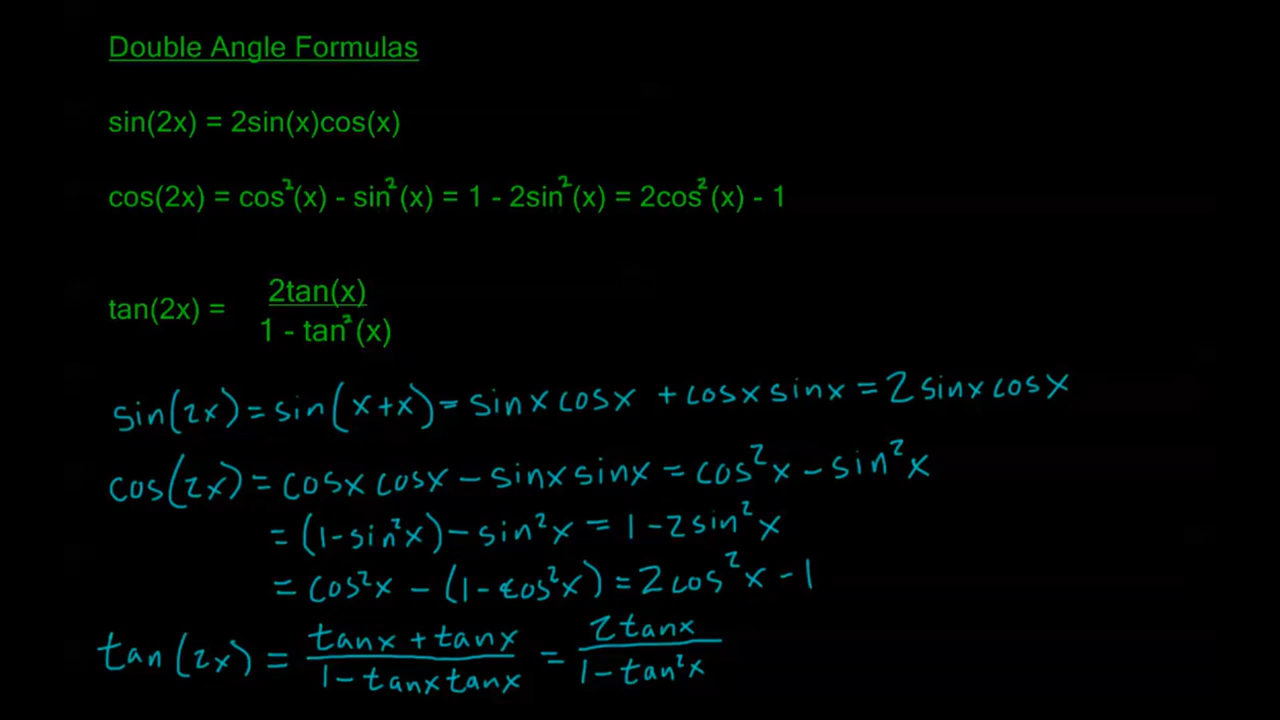 Double Angle Formulas
sin(2x) = 2sin(x)cos(x)
cos(2x) = cos²(x) - sin²(x) = 1 - 2sin²(x) = 2cos²(x) - 1
tan(2x) = 2tan(x)
1 - tan²(x)
sin(2x) = sin(x+x) = sinx cosx + cosx sinx = 2 sinx cosx
cos(2x) = cosx cosx - sinx sinx = cos²x - sin²x
= (1-sin²x) - sin²x = 1 - 2sin²x
= cos²x - (1-cos²x) = 2cos²x - 1
tan(2x) = tanx + tanx = 2tanx
1 - tanx tanx 1 - tan²x